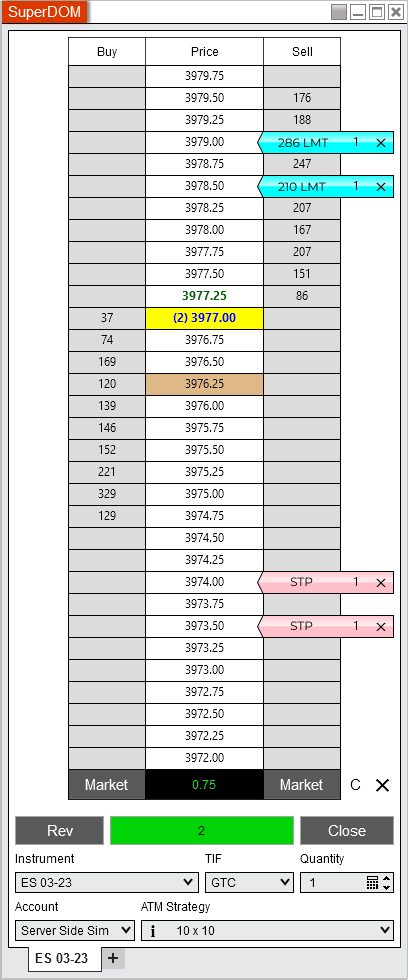 SuperDOM
Buy Price Sell
3979.75
3979.50 176
3979.25 188
3979.00 286 LMT 1
3978.75 247
3978.50 210 LMT 1
3978.25 207
3978.00 167
3977.75 207
3977.50 151
3977.25 86
37 (2) 3977.00
74 3976.75
169 3976.50
120 3976.25
139 3976.00
146 3975.75
152 3975.50
221 3975.25
329 3975.00
129 3974.75
3974.50
3974.25
3974.00 STP 1
3973.75
3973.50 STP 1
3973.25
3973.00
3972.75
3972.50
3972.25
3972.00
Market 0.75 Market C
Rev 2 Close
Instrument TIF Quantity
ES 03-23 GTC 1
Account ATM Strategy
Server Side Sim i 10 x 10
ES 03-23 +